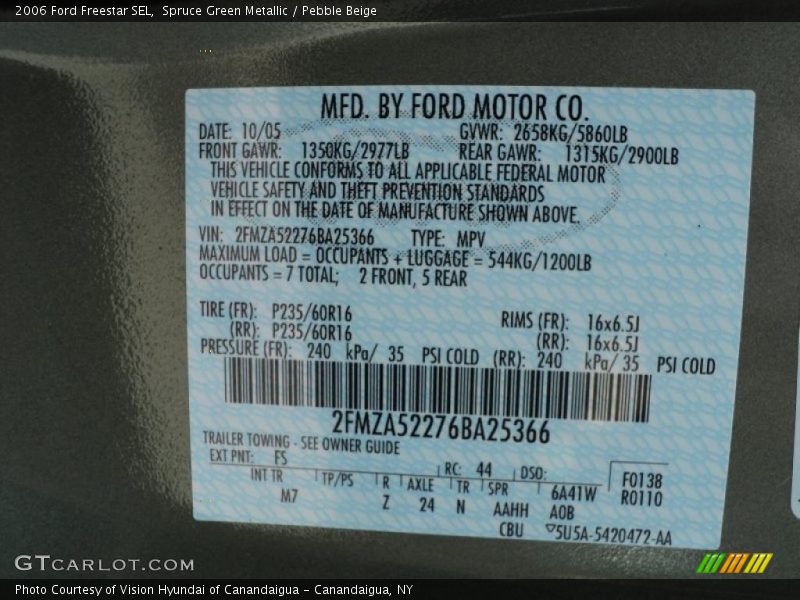 2006 Ford Freestar SEL,  Spruce Green Metallic / Pebble Beige
MFD. BY FORD MOTOR CO.
DATE: 10/05 GVWR: 2658KG/5860LB
FRONT GAWR: 1350KG/2977LB REAR GAWR: 1315KG/2900LB
THIS VEHICLE CONFORMS TO ALL APPLICABLE FEDERAL MOTOR
VEHICLE SAFETY AND THEFT PREVENTION STANDARDS
IN EFFECT ON THE DATE OF MANUFACTURE SHOWN ABOVE.
VIN: 2FMZA52276BA25366 TYPE: MPV
MAXIMUM LOAD = OCCUPANTS + LUGGAGE = 544KG/1200LB
OCCUPANTS = 7 TOTAL; 2 FRONT, 5 REAR
TIRE (FR): P235/60R16 RIMS (FR): 16x6.5J
(RR): P235/60R16 (RR): 16x6.5J
PRESSURE (FR): 240 kPa/ 35 PSI COLD (RR): 240 kPa/ 35 PSI COLD
2FMZA52276BA25366
TRAILER TOWING - SEE OWNER GUIDE
EXT PNT: FS RC: 44 DSO: F0138
INT TR TP/PS R AXLE TR SPR 6A41W R0110
M7 Z 24 N AAHH A0B
CBU ▽5U5A-5420472-AA
GTCARLOT.COM
Photo Courtesy of Vision Hyundai of Canandaigua - Canandaigua, NY